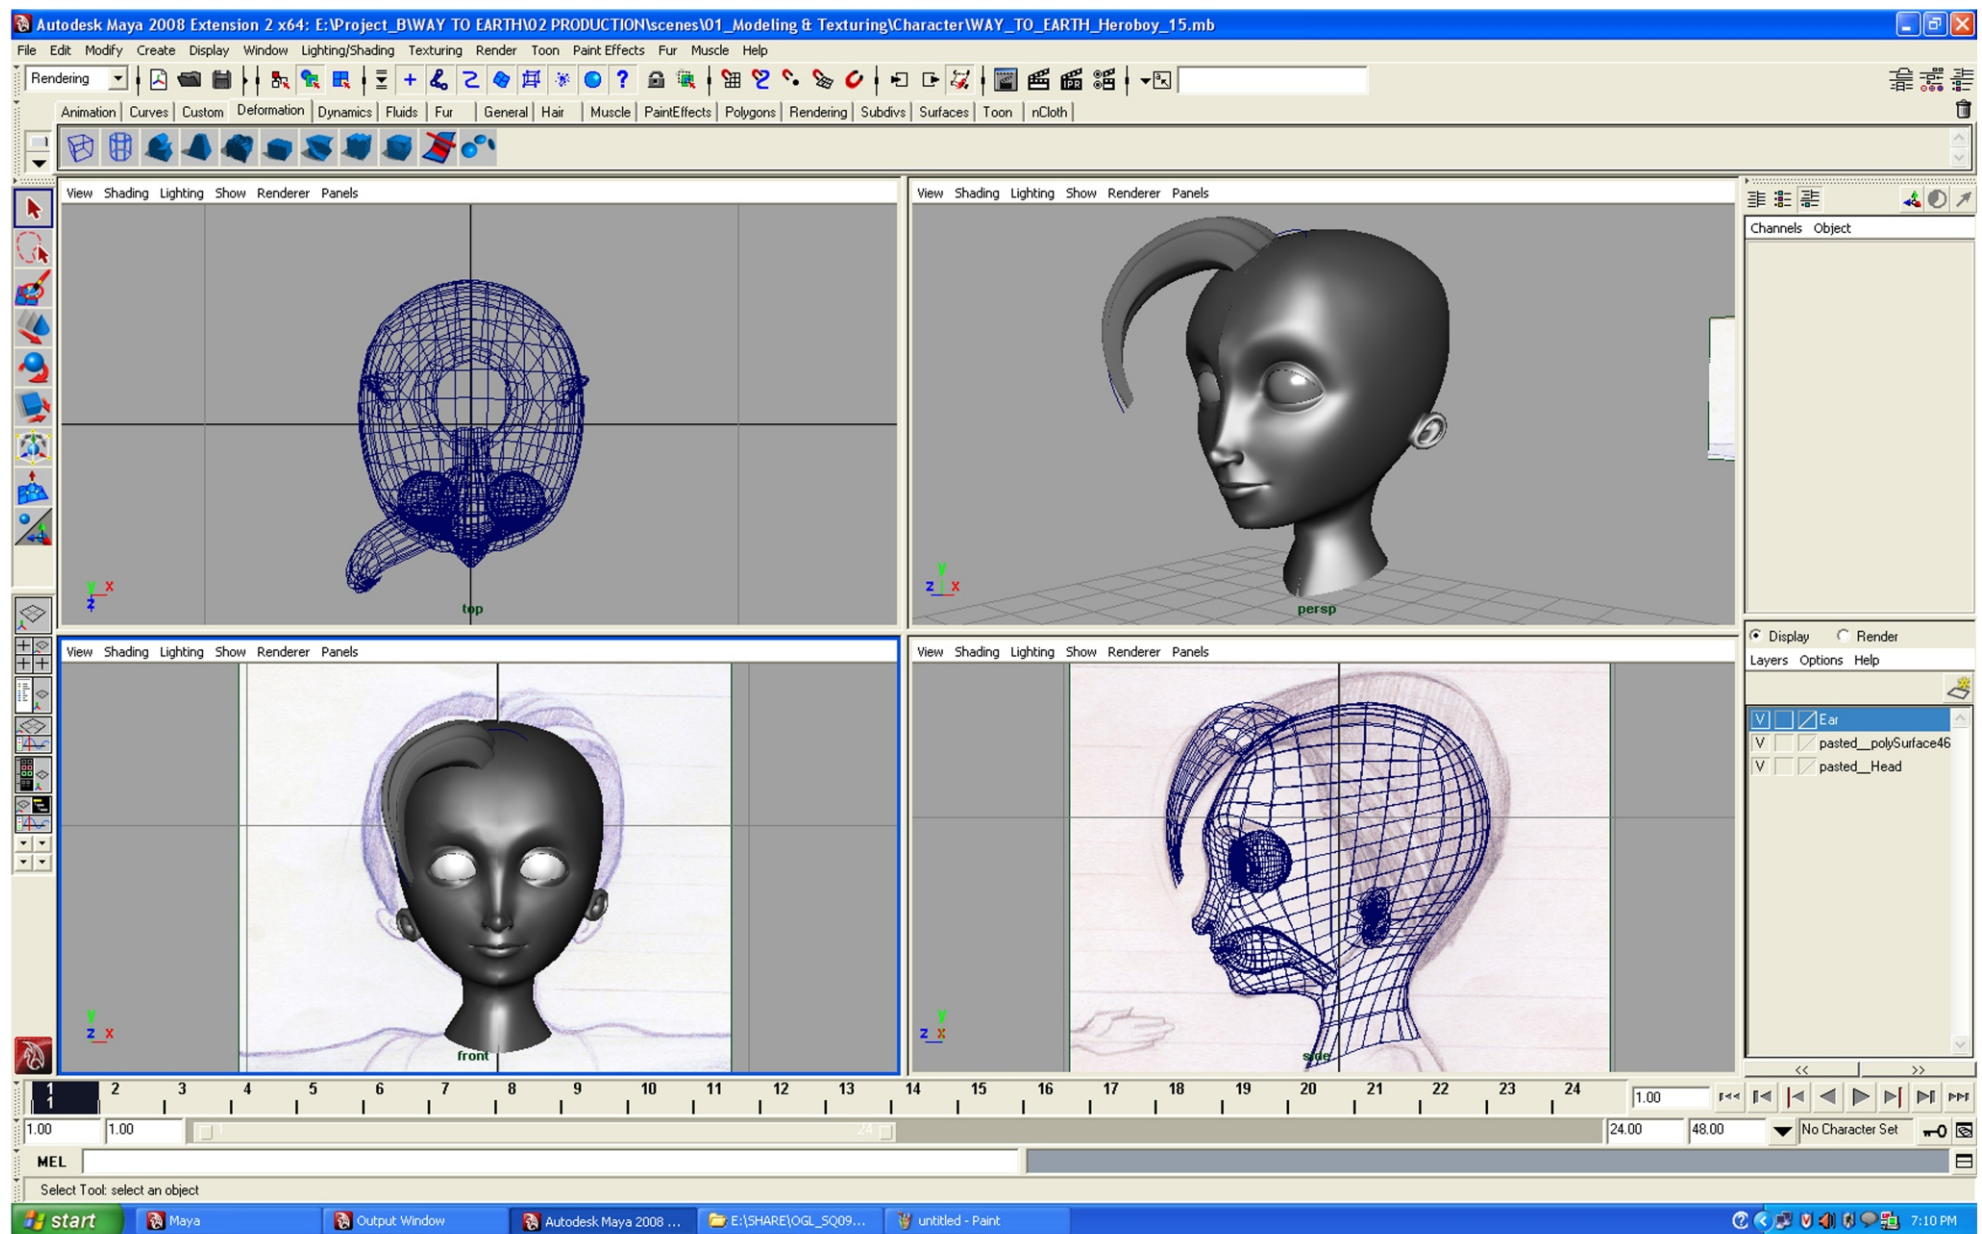 Autodesk Maya 2008 Extension 2 x64: E:\Project_B\WAY TO EARTH\02 PRODUCTION\scenes\01_Modeling & Texturing\Character\WAY_TO_EARTH_Heroboy_15.mb
File Edit Modify Create Display Window Lighting/Shading Texturing Render Toon Paint Effects Fur Muscle Help
Rendering
Animation Curves Custom Deformation Dynamics Fluids Fur General Hair Muscle PaintEffects Polygons Rendering Subdivs Surfaces Toon nCloth
View Shading Lighting Show Renderer Panels
View Shading Lighting Show Renderer Panels
Channels Object
y x
z
top
y
z x
persp
Display Render
Layers Options Help
V Ear
V pasted__polySurface46
V pasted__Head
<< >>
View Shading Lighting Show Renderer Panels
View Shading Lighting Show Renderer Panels
y
z x
front
y
z x
side
1 2 3 4 5 6 7 8 9 10 11 12 13 14 15 16 17 18 19 20 21 22 23 24
1
1.00
1.00 1.00 1 24 24.00 48.00 No Character Set
MEL
Select Tool: select an object
start Maya Output Window Autodesk Maya 2008 ... E:\SHARE\OGL_SQ09... untitled - Paint 7:10 PM